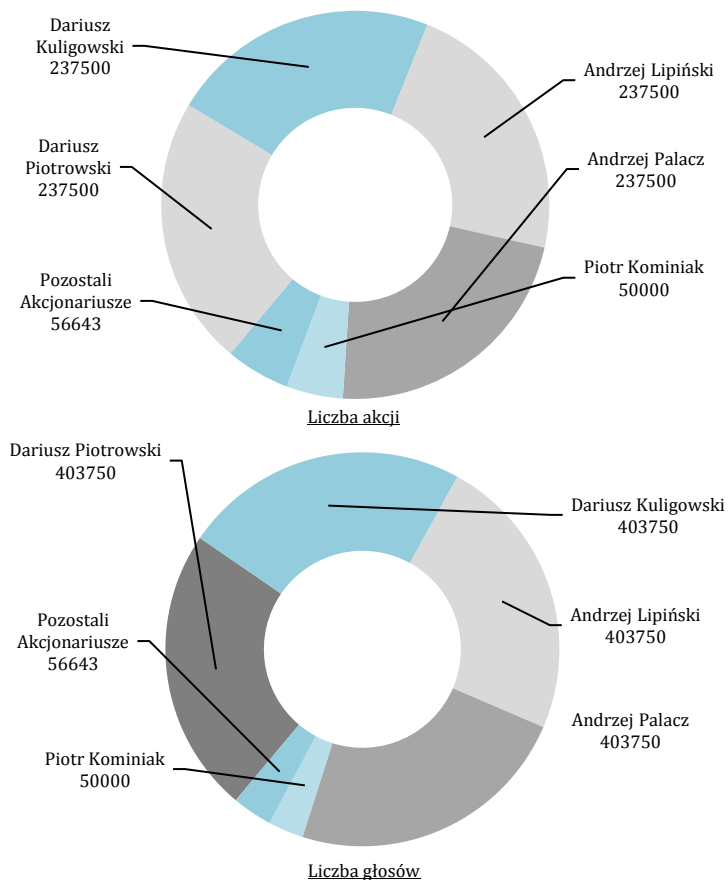 Dariusz
Kuligowski
237500
Andrzej Lipiński
237500
Dariusz
Piotrowski
237500
Andrzej Palacz
237500
Pozostali
Akcjonariusze
56643
Piotr Kominiak
50000
Liczba akcji
Dariusz Piotrowski
403750
Dariusz Kuligowski
403750
Pozostali
Akcjonariusze
56643
Andrzej Lipiński
403750
Andrzej Palacz
403750
Piotr Kominiak
50000
Liczba głosów